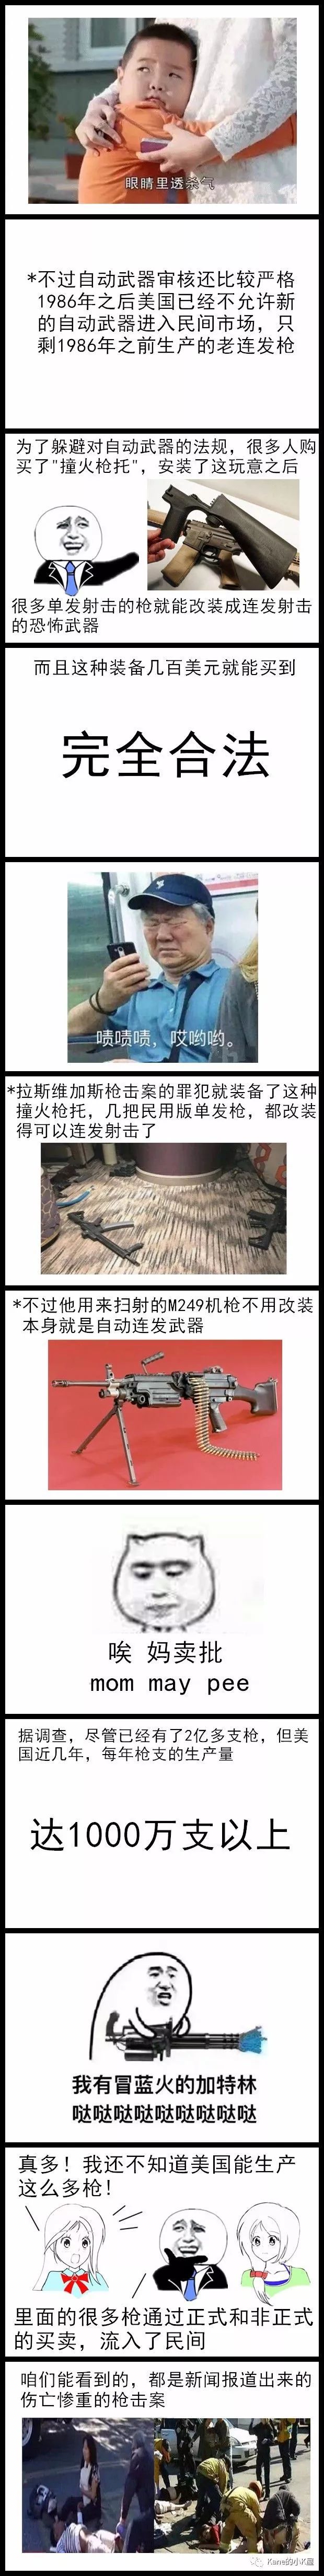 眼睛里透杀气
*不过自动武器审核还比较严格
1986年之后美国已经不允许新
的自动武器进入民间市场，只
剩1986年之前生产的老连发枪
为了躲避对自动武器的法规，很多人购
买了"撞火枪托"，安装了这玩意之后
很多单发射击的枪就能改装成连发射击
的恐怖武器
而且这种装备几百美元就能买到
完全合法
啧啧啧，哎哟哟。
*拉斯维加斯枪击案的罪犯就装备了这种
撞火枪托，几把民用版单发枪，都改装
得可以连发射击了
*不过他用来扫射的M249机枪不用改装
本身就是自动连发武器
唉 妈卖批
mom may pee
据调查，尽管已经有了2亿多支枪，但美
国近几年，每年枪支的生产量
达1000万支以上
我有冒蓝火的加特林
哒哒哒哒哒哒哒哒哒
真多！我还不知道美国能生产
这么多枪！
里面的很多枪通过正式和非正式
的买卖，流入了民间
咱们能看到的，都是新闻报道出来的
伤亡惨重的枪击案
Kane的小K屋